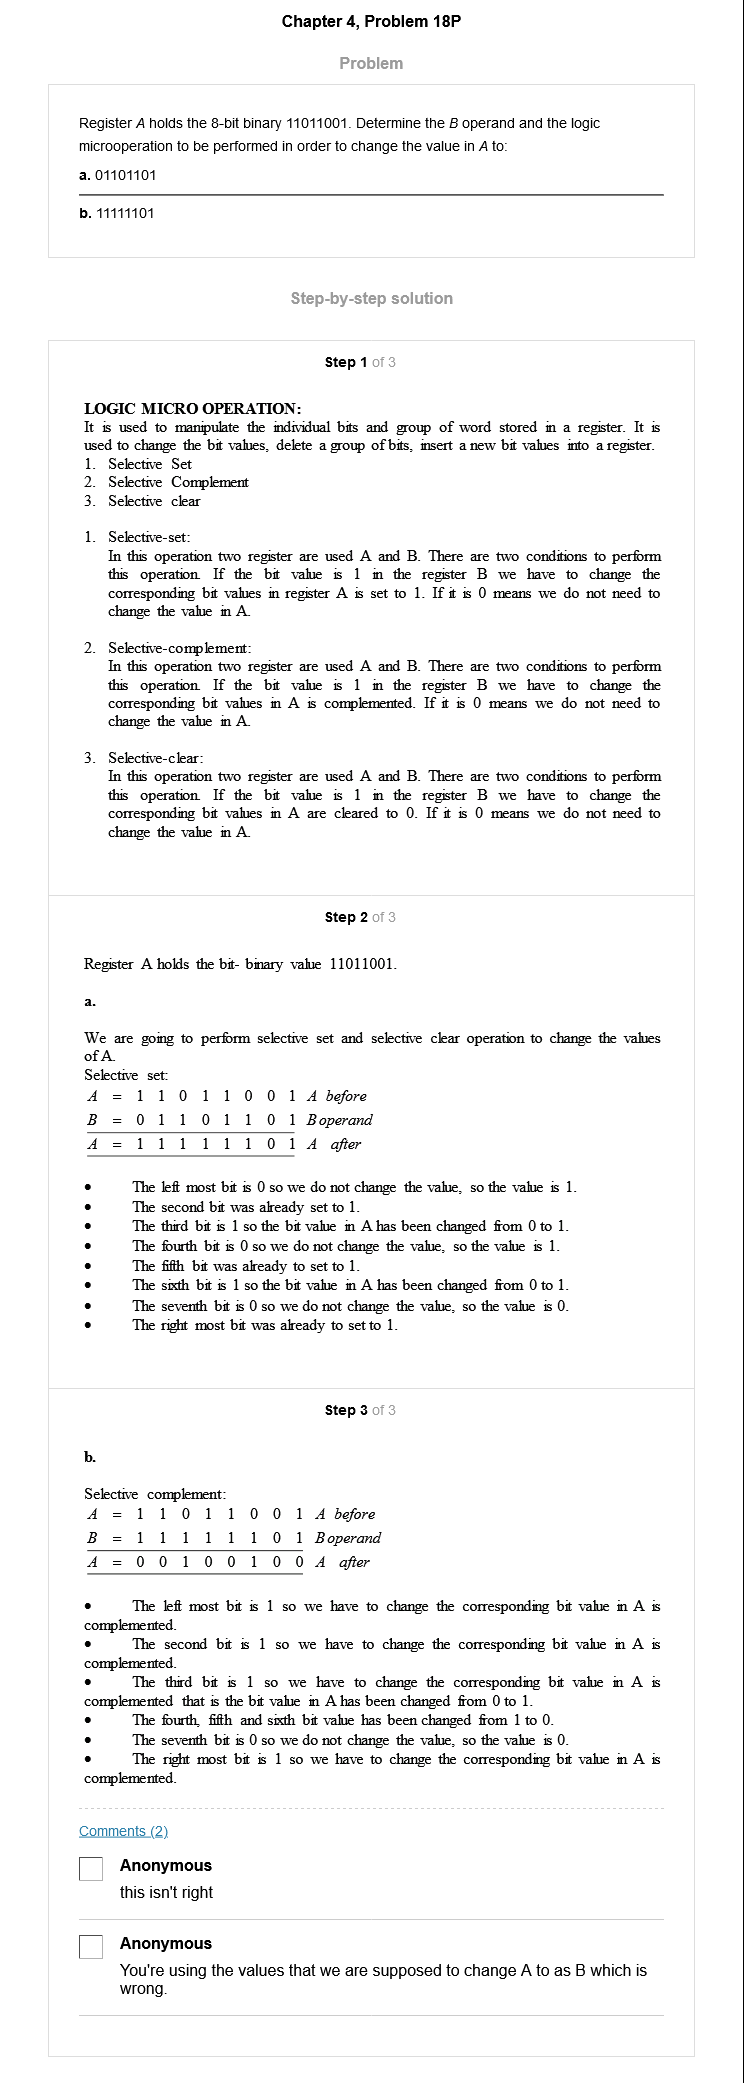 Chapter 4, Problem 18P
Problem
Register A holds the 8-bit binary 11011001. Determine the B operand and the logic
microoperation to be performed in order to change the value in A to:
a. 01101101
b. 11111101
Step-by-step solution
Step 1 of 3
LOGIC MICRO OPERATION:
It is used to manipulate the individual bits and group of word stored in a register. It is
used to change the bit values, delete a group of bits, insert a new bit values into a register.
1. Selective Set
2. Selective Complement
3. Selective clear
1. Selective-set:
In this operation two register are used A and B. There are two conditions to perform
this operation. If the bit value is 1 in the register B we have to change the
corresponding bit values in register A is set to 1. If it is 0 means we do not need to
change the value in A.
2. Selective-complement:
In this operation two register are used A and B. There are two conditions to perform
this operation. If the bit value is 1 in the register B we have to change the
corresponding bit values in A is complemented. If it is 0 means we do not need to
change the value in A.
3. Selective-clear:
In this operation two register are used A and B. There are two conditions to perform
this operation. If the bit value is 1 in the register B we have to change the
corresponding bit values in A are cleared to 0. If it is 0 means we do not need to
change the value in A.
Step 2 of 3
Register A holds the bit- binary value 11011001.
a.
We are going to perform selective set and selective clear operation to change the values
of A.
Selective set:
A = 1 1 0 1 1 0 0 1 A before
B = 0 1 1 0 1 1 0 1 B operand
A = 1 1 1 1 1 1 0 1 A after
• The left most bit is 0 so we do not change the value, so the value is 1.
• The second bit was already set to 1.
• The third bit is 1 so the bit value in A has been changed from 0 to 1.
• The fourth bit is 0 so we do not change the value, so the value is 1.
• The fifth bit was already to set to 1.
• The sixth bit is 1 so the bit value in A has been changed from 0 to 1.
• The seventh bit is 0 so we do not change the value, so the value is 0.
• The right most bit was already to set to 1.
Step 3 of 3
b.
Selective complement:
A = 1 1 0 1 1 0 0 1 A before
B = 1 1 1 1 1 1 0 1 B operand
A = 0 0 1 0 0 1 0 0 A after
• The left most bit is 1 so we have to change the corresponding bit value in A is
complemented.
• The second bit is 1 so we have to change the corresponding bit value in A is
complemented.
• The third bit is 1 so we have to change the corresponding bit value in A is
complemented that is the bit value in A has been changed from 0 to 1.
• The fourth, fifth and sixth bit value has been changed from 1 to 0.
• The seventh bit is 0 so we do not change the value, so the value is 0.
• The right most bit is 1 so we have to change the corresponding bit value in A is
complemented.
Comments (2)
Anonymous
this isn't right
Anonymous
You're using the values that we are supposed to change A to as B which is
wrong.